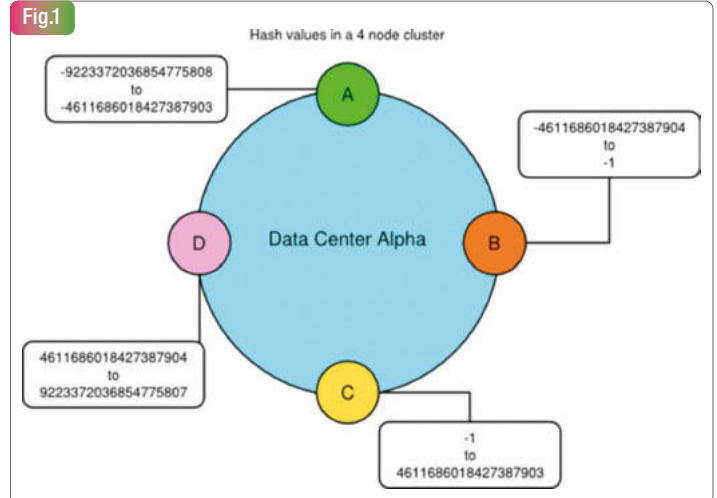 Fig.1
Hash values in a 4 node cluster
-9223372036854775808
to
-4611686018427387903
A
-4611686018427387904
to
-1
D
Data Center Alpha
B
4611686018427387904
to
9223372036854775807
C
-1
to
4611686018427387903